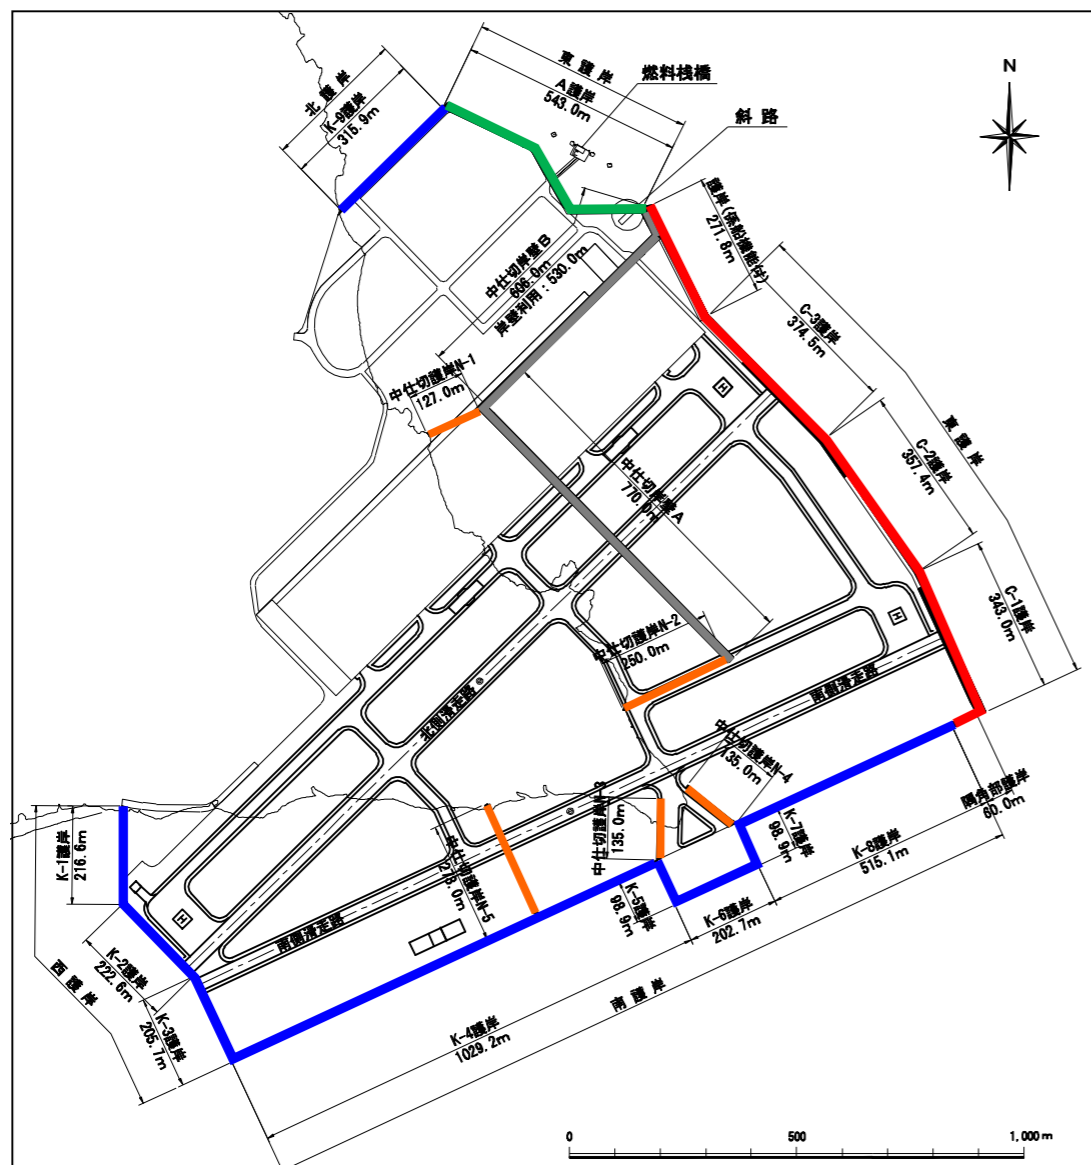 北 護 岸
K-9護岸
315.9m
東 護 岸
A護岸
543.0m
燃料桟橋
斜 路
N
護岸(係船機能付)
271.8m
中仕切岸壁B
606.0m
岸壁利用：530.0m
C-3護岸
374.5m
中仕切護岸N-1
127.0m
東 護 岸
C-2護岸
357.4m
中仕切岸壁A
770.0m
H
C-1護岸
343.0m
H
中仕切護岸N-2
250.0m
北側滑走路
南側滑走路
中仕切護岸N-4
135.0m
隅角部護岸
60.0m
中仕切護岸N-3
135.0m
K-7護岸
98.9m
K-8護岸
515.1m
K-1護岸
216.6m
中仕切護岸N-5
H
南側滑走路
K-5護岸
98.9m
K-6護岸
202.7m
K-2護岸
222.6m
西 護 岸
K-3護岸
205.7m
南 護 岸
K-4護岸
1029.2m
0 500 1,000m